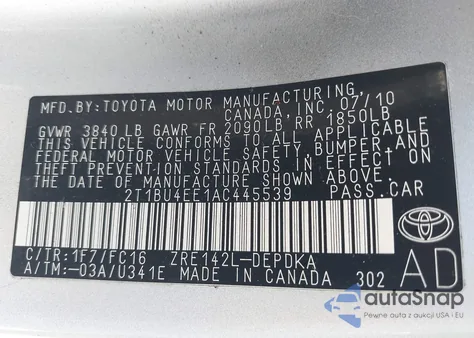 MFD.BY:TOYOTA MOTOR MANUFACTURING,
CANADA, INC. 07/10
GVWR 3840LB GAWR FR 2090LB, RR 1850LB
THIS VEHICLE CONFORMS TO ALL APPLICABLE
FEDERAL MOTOR VEHICLE SAFETY, BUMPER, AND
THEFT PREVENTION STANDARDS IN EFFECT ON
THE DATE OF MANUFACTURE SHOWN ABOVE.
2T1BU4EE1AC445539 PASS.CAR
C/TR:1F7/FC16 ZRE142L-DEPDKA
A/TM:-03A/U341E MADE IN CANADA 302
AD
TOYOTA
autoSnap
Pewne auta z aukcji USA i EU